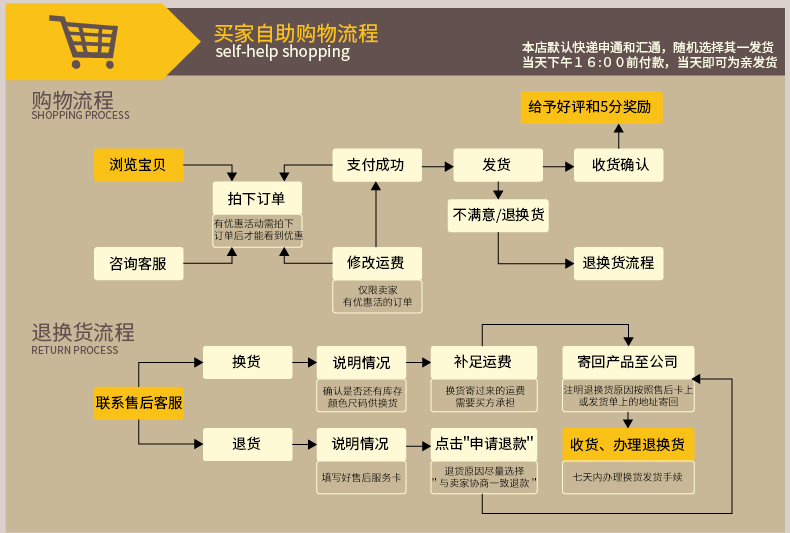 买家自助购物流程
self-help shopping
本店默认快递申通和汇通，随机选择其一发货
当天下午16:00前付款，当天即可为亲发货
购物流程
SHOPPING PROCESS
给予好评和5分奖励
浏览宝贝
支付成功
发货
收货确认
拍下订单
有优惠活动需拍下
订单后才能看到优惠
不满意/退换货
咨询客服
修改运费
退换货流程
仅限卖家
有优惠活的订单
退换货流程
RETURN PROCESS
换货
说明情况
补足运费
寄回产品至公司
确认是否还有库存
颜色尺码供换货
换货寄过来的运费
需要买方承担
注明退换货原因按照售后卡上
或发货单上的地址寄回
联系售后客服
退货
说明情况
点击"申请退款"
收货、办理退换货
填写好售后服务卡
退货原因尽量选择
"与卖家协商一致退款"
七天内办理换货发货手续